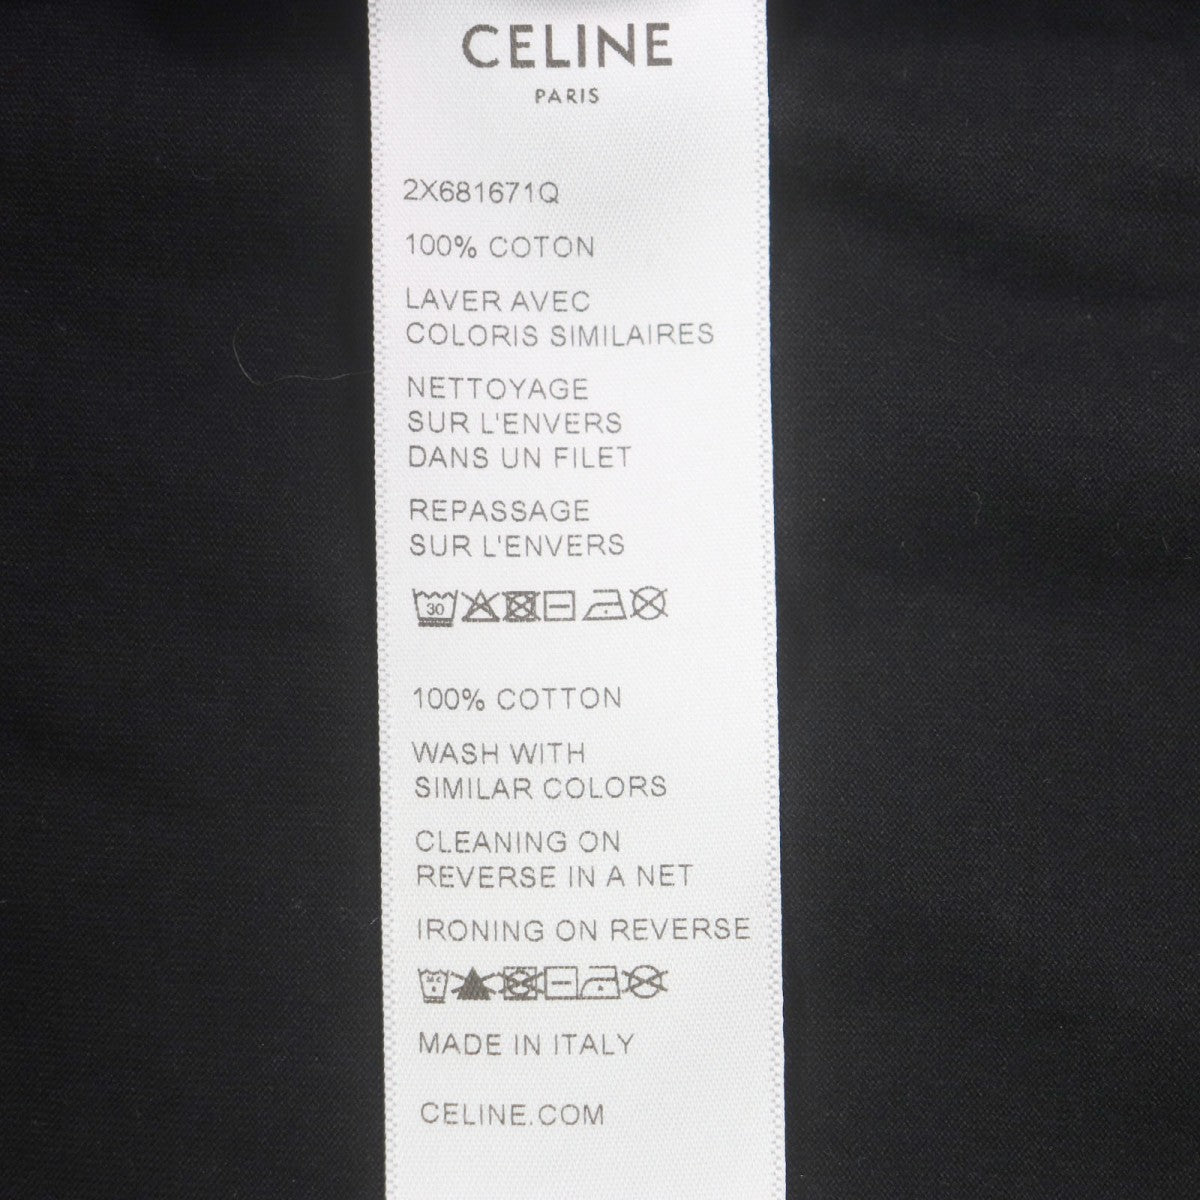 CELINE
PARIS
2X681671Q
100% COTON
LAVER AVEC
COLORIS SIMILAIRES
NETTOYAGE
SUR L'ENVERS
DANS UN FILET
REPASSAGE
SUR L'ENVERS
30
100% COTTON
WASH WITH
SIMILAR COLORS
CLEANING ON
REVERSE IN A NET
IRONING ON REVERSE
MADE IN ITALY
CELINE.COM